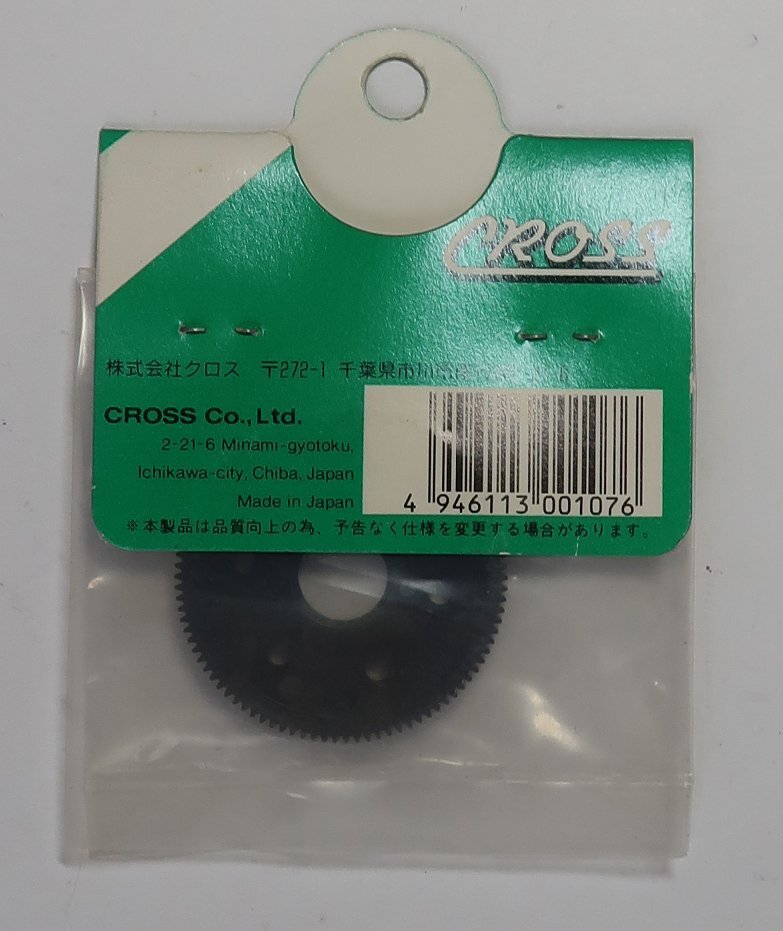 CROSS
株式会社クロス 〒272-1 千葉県市川市
CROSS Co.,Ltd.
2-21-6 Minami-gyotoku,
Ichikawa-city, Chiba, Japan
Made in Japan
4 946113 001076
※本製品は品質向上の為、予告なく仕様を変更する場合があります。